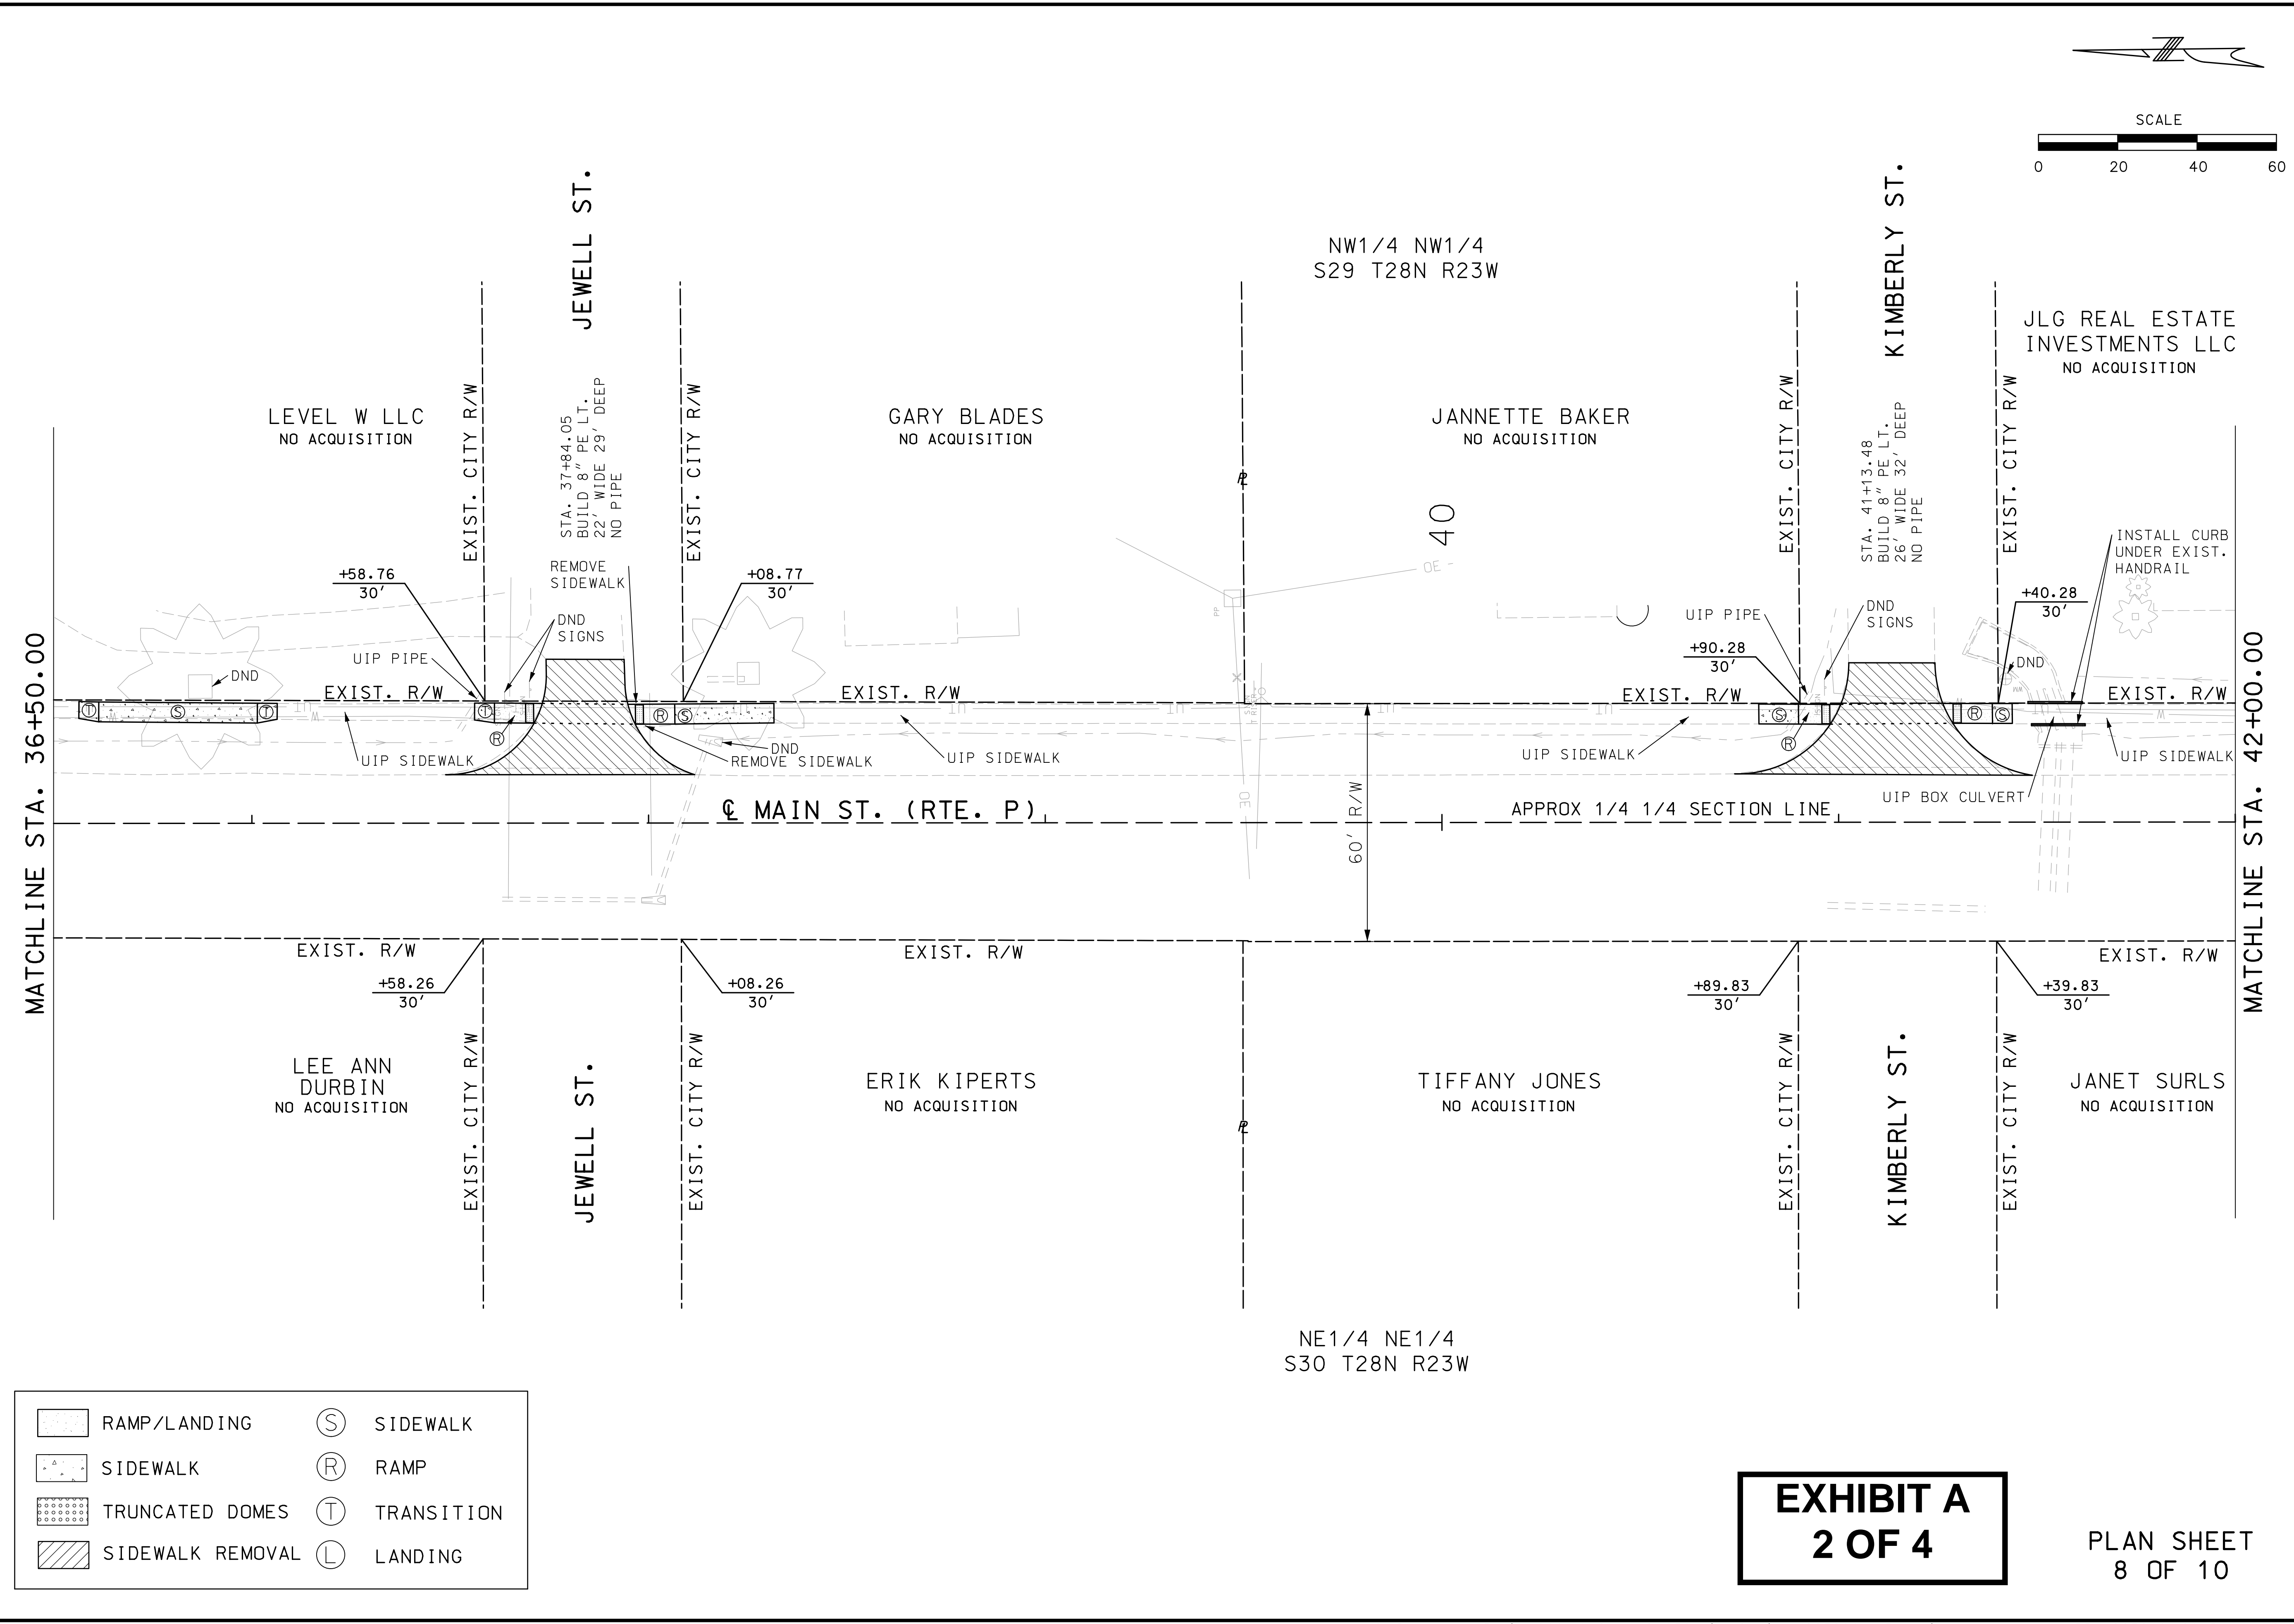 SCALE
0 20 40 60
JEWELL ST.
KIMBERLY ST.
NW1/4 NW1/4
S29 T28N R23W
JLG REAL ESTATE
INVESTMENTS LLC
NO ACQUISITION
LEVEL W LLC
NO ACQUISITION
GARY BLADES
NO ACQUISITION
JANNETTE BAKER
NO ACQUISITION
EXIST. CITY R/W
STA. 37+84.05
BUILD 8" PE LT.
22' WIDE 29' DEEP
NO PIPE
EXIST. CITY R/W
EXIST. CITY R/W
STA. 41+13.48
BUILD 8" PE LT.
26' WIDE 32' DEEP
NO PIPE
EXIST. CITY R/W
PL
40
INSTALL CURB
UNDER EXIST.
HANDRAIL
REMOVE
SIDEWALK
+58.76
30'
+08.77
30'
OE
PP
+40.28
30'
UIP PIPE
DND
SIGNS
DND
SIGNS
+90.28
30'
UIP PIPE
DND
DND
MATCHLINE STA. 36+50.00
EXIST. R/W
EXIST. R/W
EXIST. R/W
EXIST. R/W
MATCHLINE STA. 42+00.00
T S T
T R R S
S R R S
UIP SIDEWALK
DND
REMOVE SIDEWALK
UIP SIDEWALK
UIP SIDEWALK
UIP SIDEWALK
UIP BOX CULVERT
OE
CL MAIN ST. (RTE. P)
60' R/W
APPROX 1/4 1/4 SECTION LINE
EXIST. R/W
EXIST. R/W
EXIST. R/W
+58.26
30'
+08.26
30'
+89.83
30'
+39.83
30'
LEE ANN
DURBIN
NO ACQUISITION
EXIST. CITY R/W
JEWELL ST.
EXIST. CITY R/W
ERIK KIPERTS
NO ACQUISITION
PL
TIFFANY JONES
NO ACQUISITION
EXIST. CITY R/W
KIMBERLY ST.
EXIST. CITY R/W
JANET SURLS
NO ACQUISITION
NE1/4 NE1/4
S30 T28N R23W
RAMP/LANDING
S SIDEWALK
SIDEWALK
R RAMP
TRUNCATED DOMES
T TRANSITION
SIDEWALK REMOVAL
L LANDING
EXHIBIT A
2 OF 4
PLAN SHEET
8 OF 10